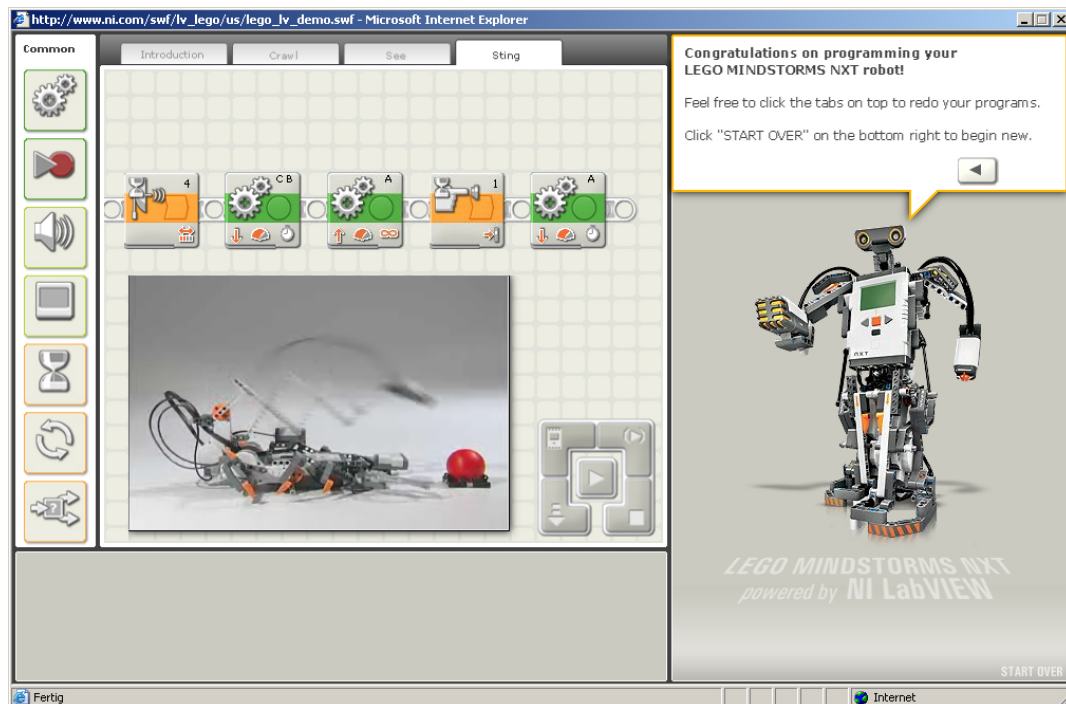 http://www.ni.com/swf/lv_lego/us/lego_lv_demo.swf - Microsoft Internet Explorer
Common
Introduction
Crawl
See
Sting
Congratulations on programming your
LEGO MINDSTORMS NXT robot!
Feel free to click the tabs on top to redo your programs.
Click "START OVER" on the bottom right to begin new.
4
C B
A
1
A
?
NXT
LEGO MINDSTORMS NXT
powered by NI LabVIEW
START OVER
Fertig
Internet